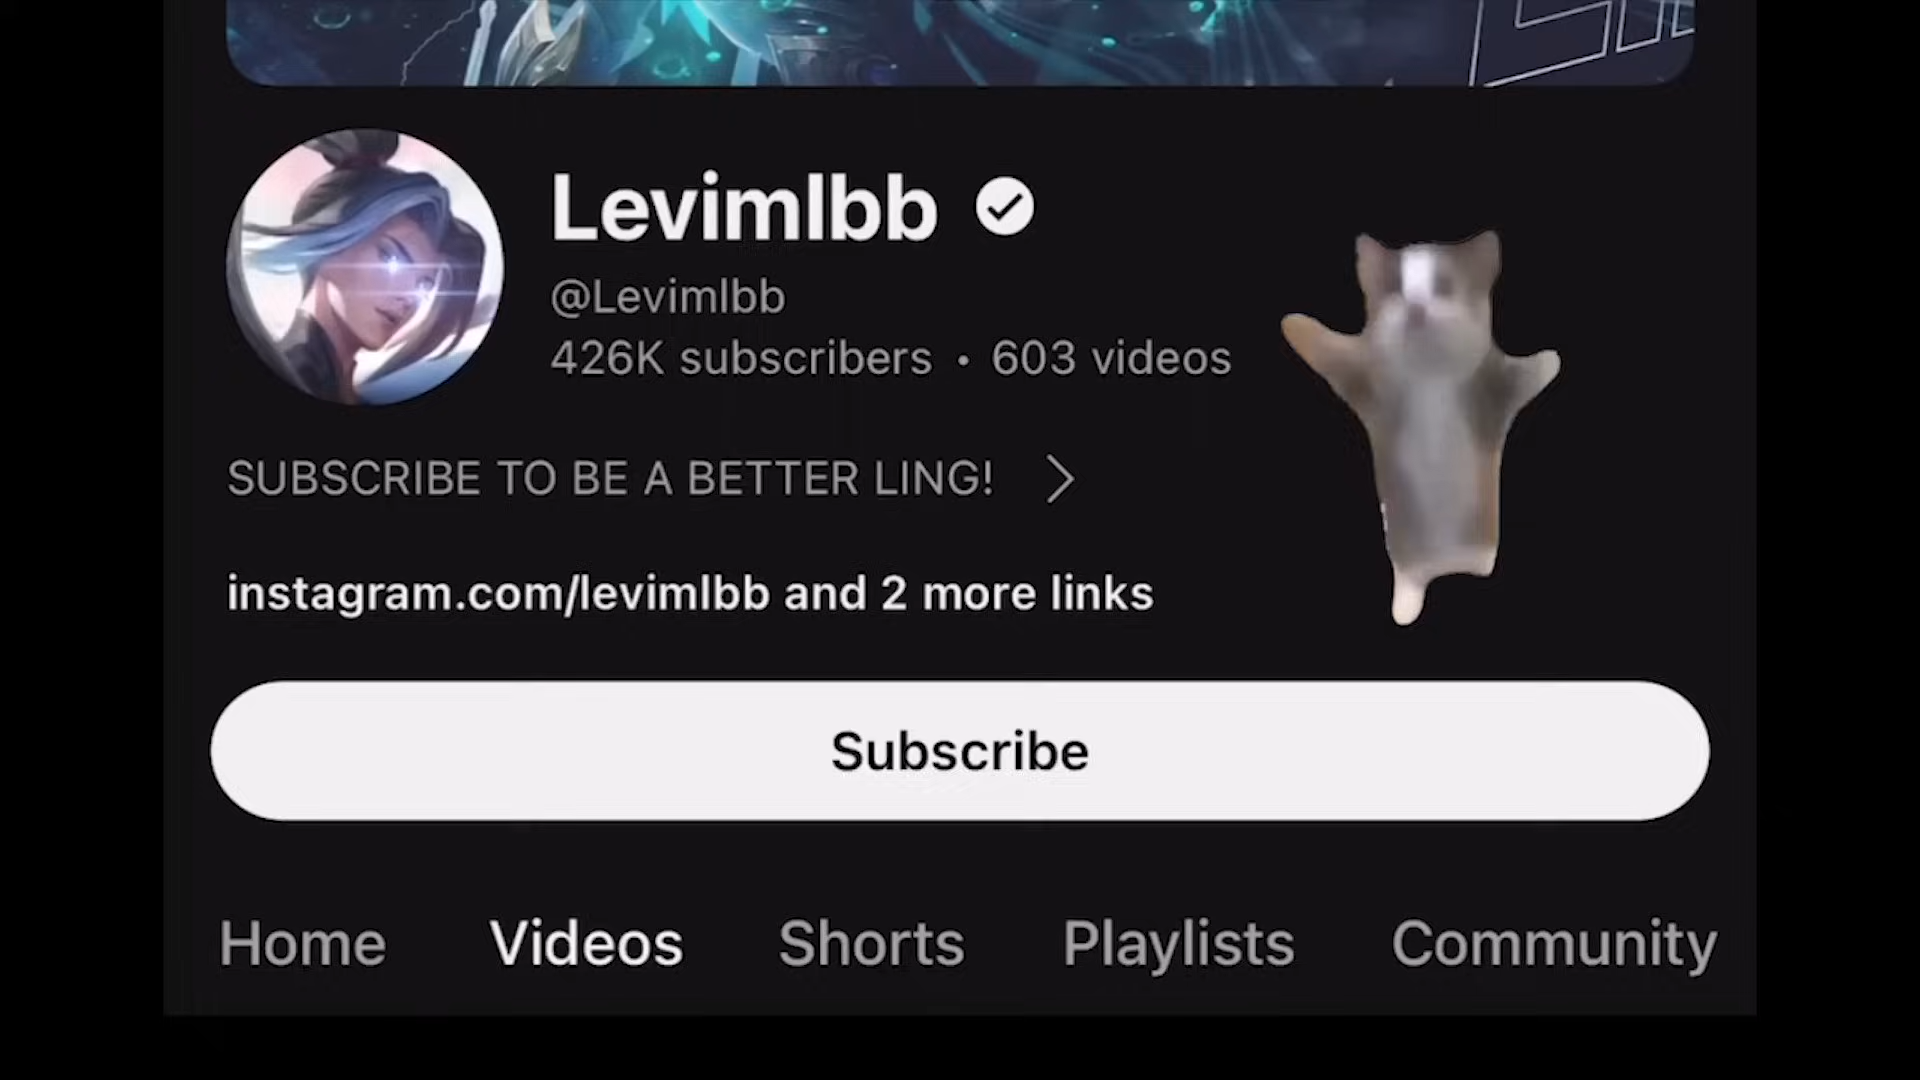 Levimlbb
@Levimlbb
426K subscribers • 603 videos
SUBSCRIBE TO BE A BETTER LING!
instagram.com/levimlbb and 2 more links
Subscribe
Home Videos Shorts Playlists Community